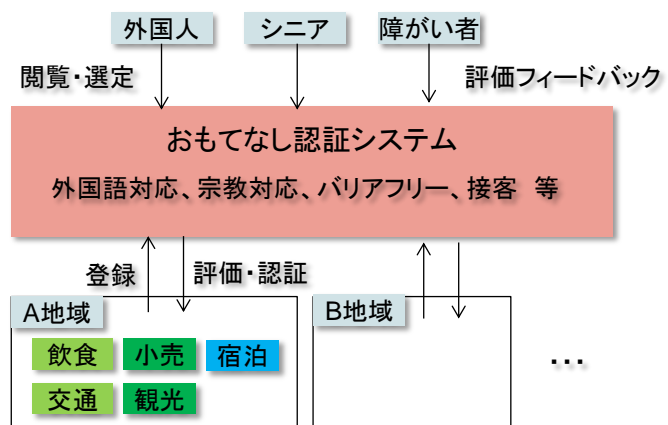 外国人 シニア 障がい者
閲覧・選定 評価フィードバック
おもてなし認証システム
外国語対応、宗教対応、バリアフリー、接客 等
登録 評価・認証
A地域 B地域
飲食 小売 宿泊
交通 観光
…